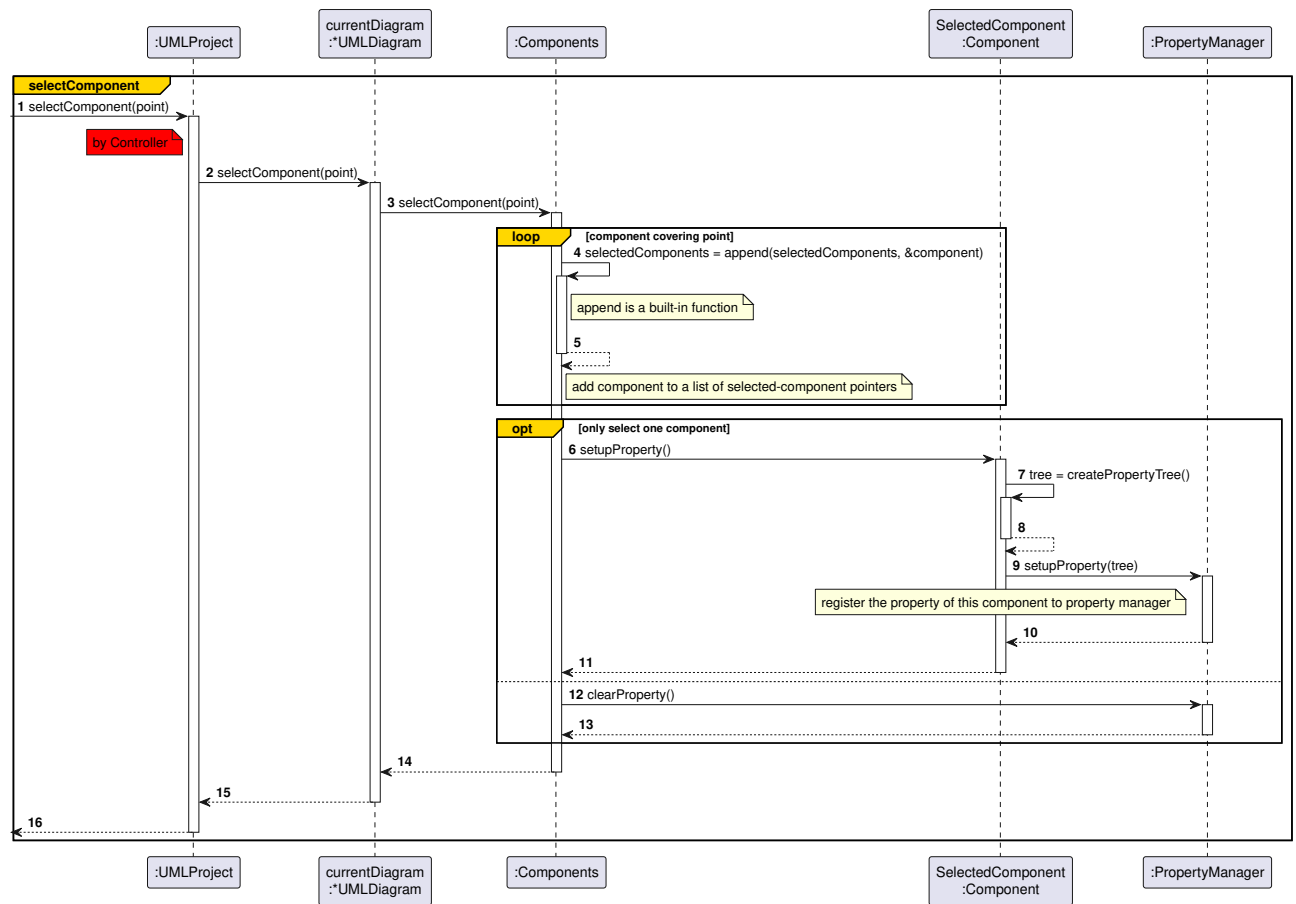 :UMLProject
currentDiagram
:*UMLDiagram
:Components
SelectedComponent
:Component
:PropertyManager
selectComponent
1 selectComponent(point)
by Controller
2 selectComponent(point)
3 selectComponent(point)
loop [component covering point]
4 selectedComponents = append(selectedComponents, &component)
append is a built-in function
5
add component to a list of selected-component pointers
opt [only select one component]
6 setupProperty()
7 tree = createPropertyTree()
8
9 setupProperty(tree)
register the property of this component to property manager
10
11
12 clearProperty()
13
14
15
16
:UMLProject
currentDiagram
:*UMLDiagram
:Components
SelectedComponent
:Component
:PropertyManager